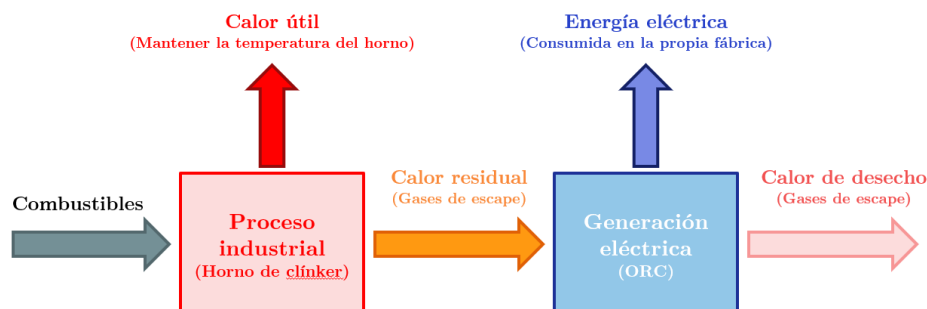 Calor útil
(Mantener la temperatura del horno)
Energía eléctrica
(Consumida en la propia fábrica)
Combustibles
Proceso
industrial
(Horno de clínker)
Calor residual
(Gases de escape)
Generación
eléctrica
(ORC)
Calor de desecho
(Gases de escape)